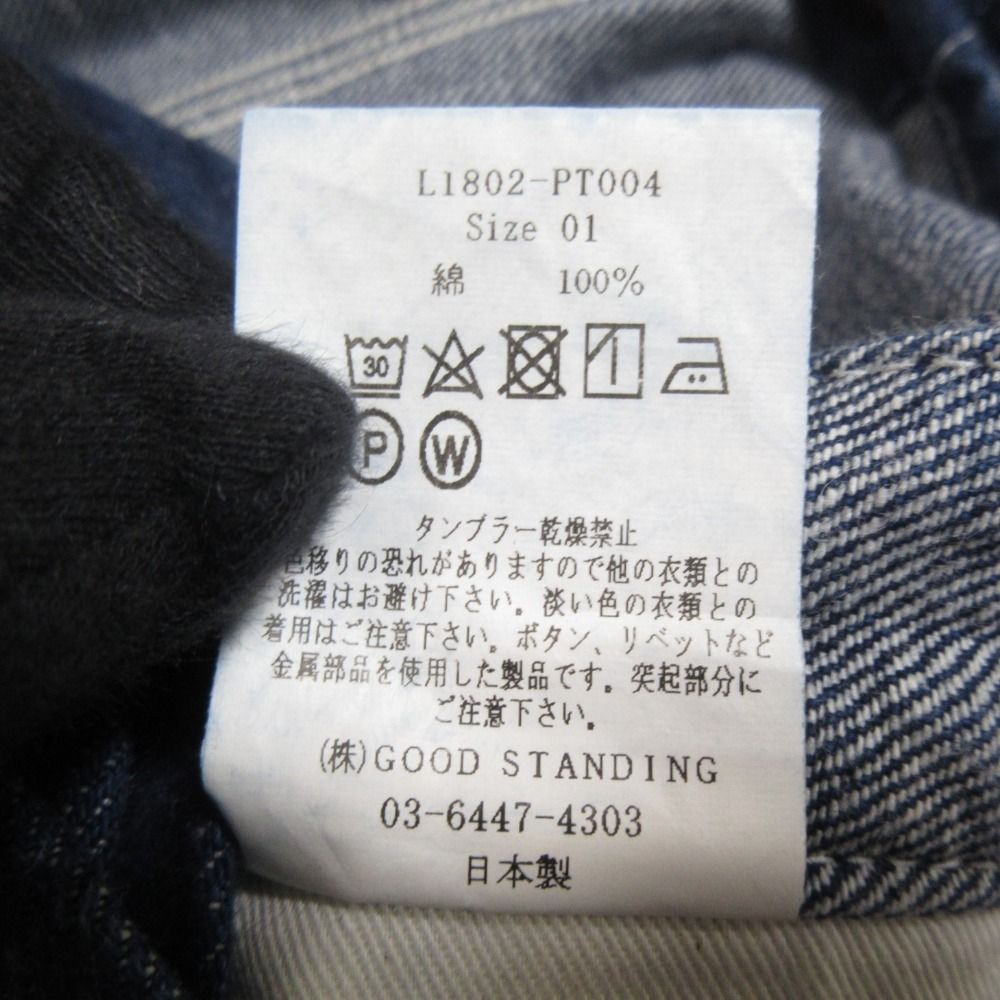 L1802-PT004
Size 01
綿 100%
30
P W
タンブラー乾燥禁止
色移りの恐れがありますので他の衣類との
洗濯はお避け下さい。淡い色の衣類との
着用はご注意下さい。ボタン、リベットなど
金属部品を使用した製品です。突起部分に
ご注意下さい。
(株)GOOD STANDING
03-6447-4303
日本製